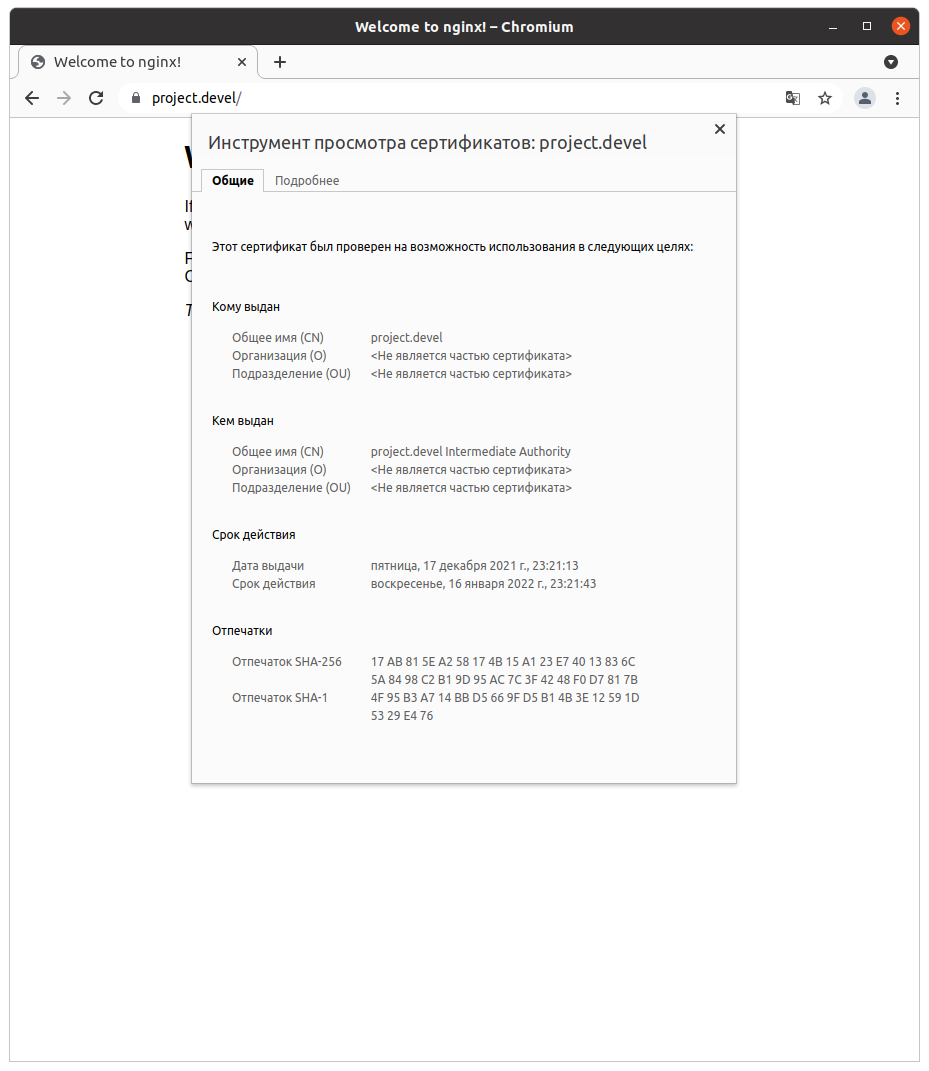 Welcome to nginx! – Chromium
Welcome to nginx!
project.devel/
Инструмент просмотра сертификатов: project.devel
Общие Подробнее
Этот сертификат был проверен на возможность использования в следующих целях:
Кому выдан
Общее имя (CN) project.devel
Организация (O) <Не является частью сертификата>
Подразделение (OU) <Не является частью сертификата>
Кем выдан
Общее имя (CN) project.devel Intermediate Authority
Организация (O) <Не является частью сертификата>
Подразделение (OU) <Не является частью сертификата>
Срок действия
Дата выдачи пятница, 17 декабря 2021 г., 23:21:13
Срок действия воскресенье, 16 января 2022 г., 23:21:43
Отпечатки
Отпечаток SHA-256 17 AB 81 5E A2 58 17 4B 15 A1 23 E7 40 13 83 6C
5A 84 98 C2 B1 9D 95 AC 7C 3F 42 48 F0 D7 81 7B
Отпечаток SHA-1 4F 95 B3 A7 14 BB D5 66 9F D5 B1 4B 3E 12 59 1D
53 29 E4 76